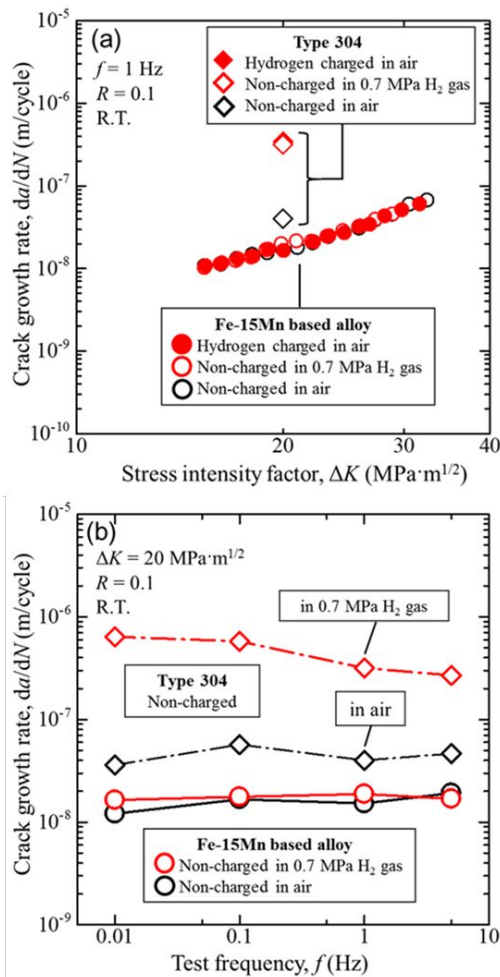 (a)
f = 1 Hz
R = 0.1
R.T.
Type 304
Hydrogen charged in air
Non-charged in 0.7 MPa H₂ gas
Non-charged in air
Crack growth rate, da/dN (m/cycle)
10⁻⁵
10⁻⁶
10⁻⁷
10⁻⁸
10⁻⁹
10⁻¹⁰
Fe-15Mn based alloy
Hydrogen charged in air
Non-charged in 0.7 MPa H₂ gas
Non-charged in air
10 20 30 40
Stress intensity factor, ΔK (MPa·m¹/²)
(b)
ΔK = 20 MPa·m¹/²
R = 0.1
R.T.
Crack growth rate, da/dN (m/cycle)
10⁻⁵
10⁻⁶
10⁻⁷
10⁻⁸
10⁻⁹
in 0.7 MPa H₂ gas
Type 304
Non-charged
in air
Fe-15Mn based alloy
Non-charged in 0.7 MPa H₂ gas
Non-charged in air
0.01 0.1 1 10
Test frequency, f (Hz)